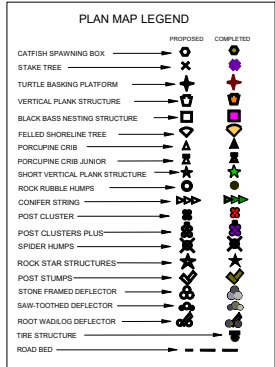 PLAN MAP LEGEND
PROPOSED COMPLETED
CATFISH SPAWNING BOX
STAKE TREE
TURTLE BASKING PLATFORM
VERTICAL PLANK STRUCTURE
BLACK BASS NESTING STRUCTURE
FELLED SHORELINE TREE
PORCUPINE CRIB
PORCUPINE CRIB JUNIOR
SHORT VERTICAL PLANK STRUCTURE
ROCK RUBBLE HUMPS
CONIFER STRING
POST CLUSTER
POST CLUSTERS PLUS
SPIDER HUMPS
ROCK STAR STRUCTURES
POST STUMPS
STONE FRAMED DEFLECTOR
SAW-TOOTHED DEFLECTOR
ROOT WAD/LOG DEFLECTOR
TIRE STRUCTURE
ROAD BED